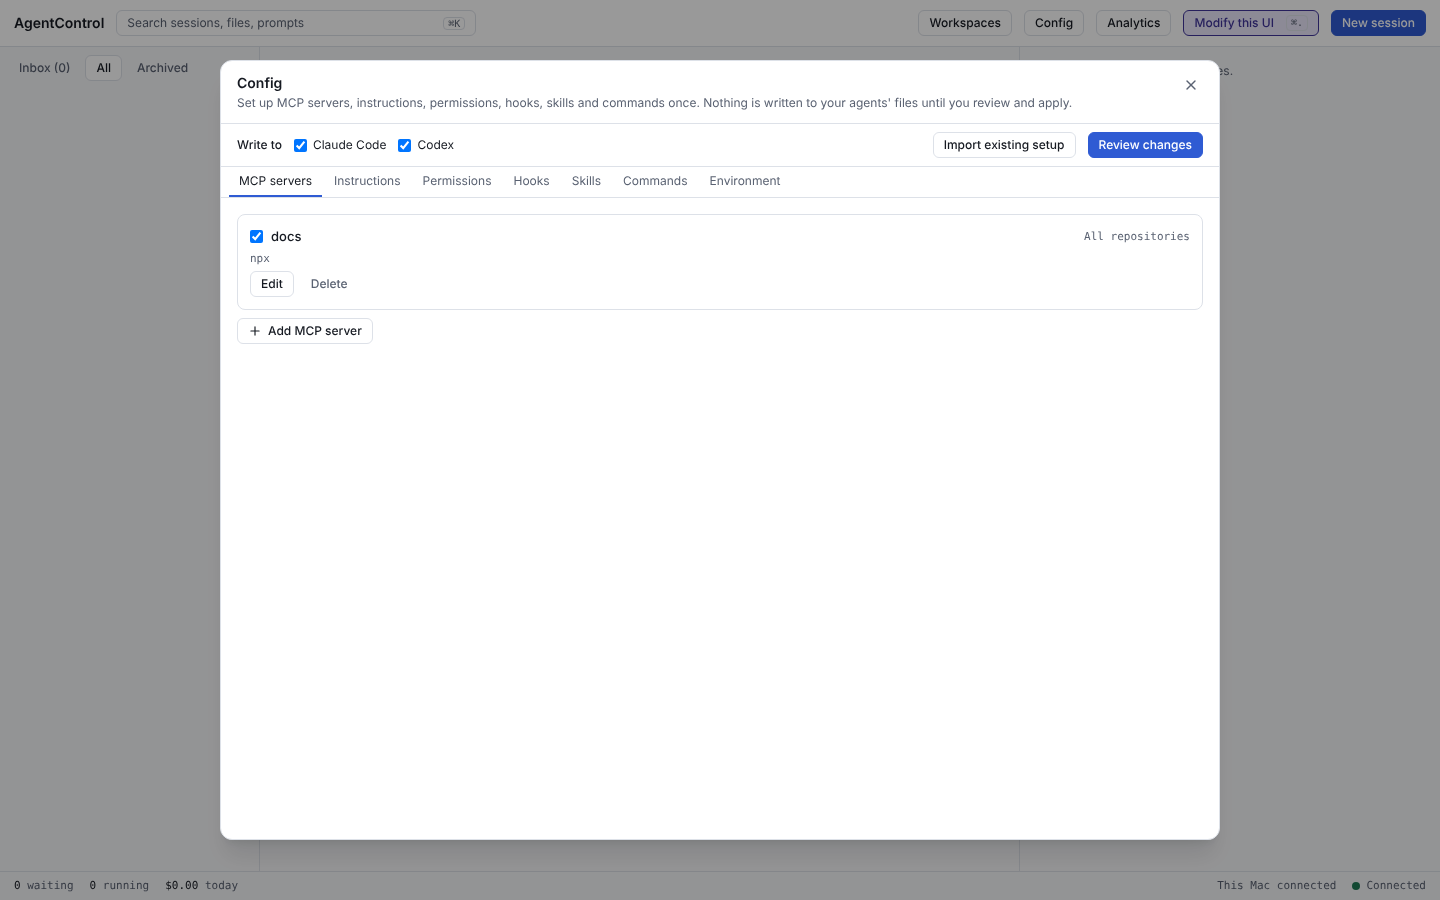 AgentControl
Search sessions, files, prompts ⌘K
Workspaces
Config
Analytics
Modify this UI ⌘.
New session
Inbox (0)
All
Archived
es.
Config
Set up MCP servers, instructions, permissions, hooks, skills and commands once. Nothing is written to your agents' files until you review and apply.
Write to
Claude Code
Codex
Import existing setup
Review changes
MCP servers
Instructions
Permissions
Hooks
Skills
Commands
Environment
docs
All repositories
npx
Edit
Delete
Add MCP server
0 waiting
0 running
$0.00 today
This Mac connected
Connected